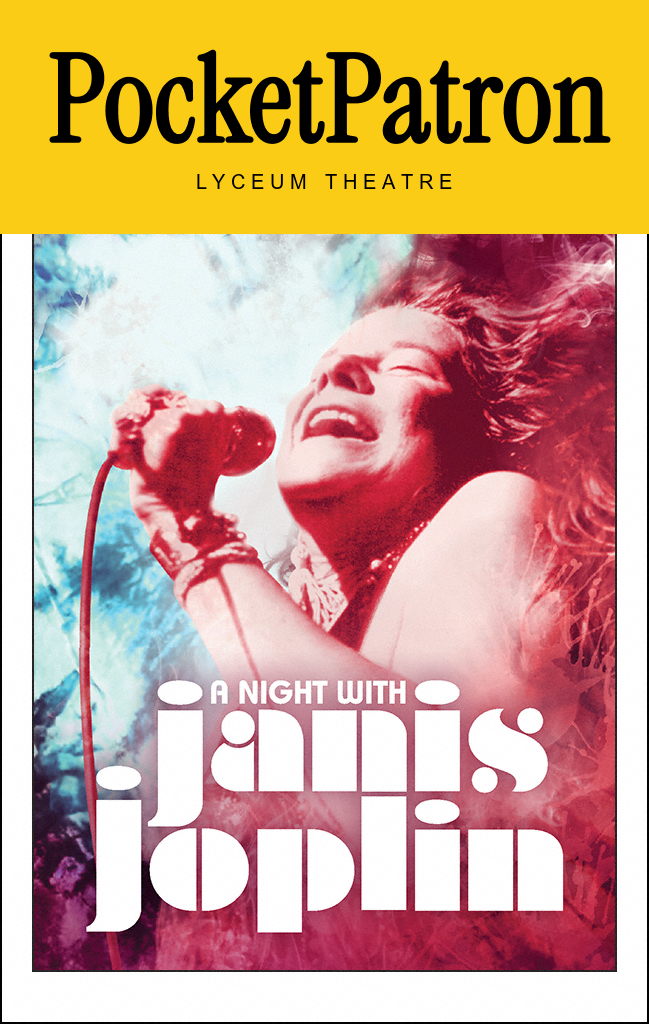 PocketPatron
LYCEUM THEATRE
A NIGHT WITH
janis
joplin